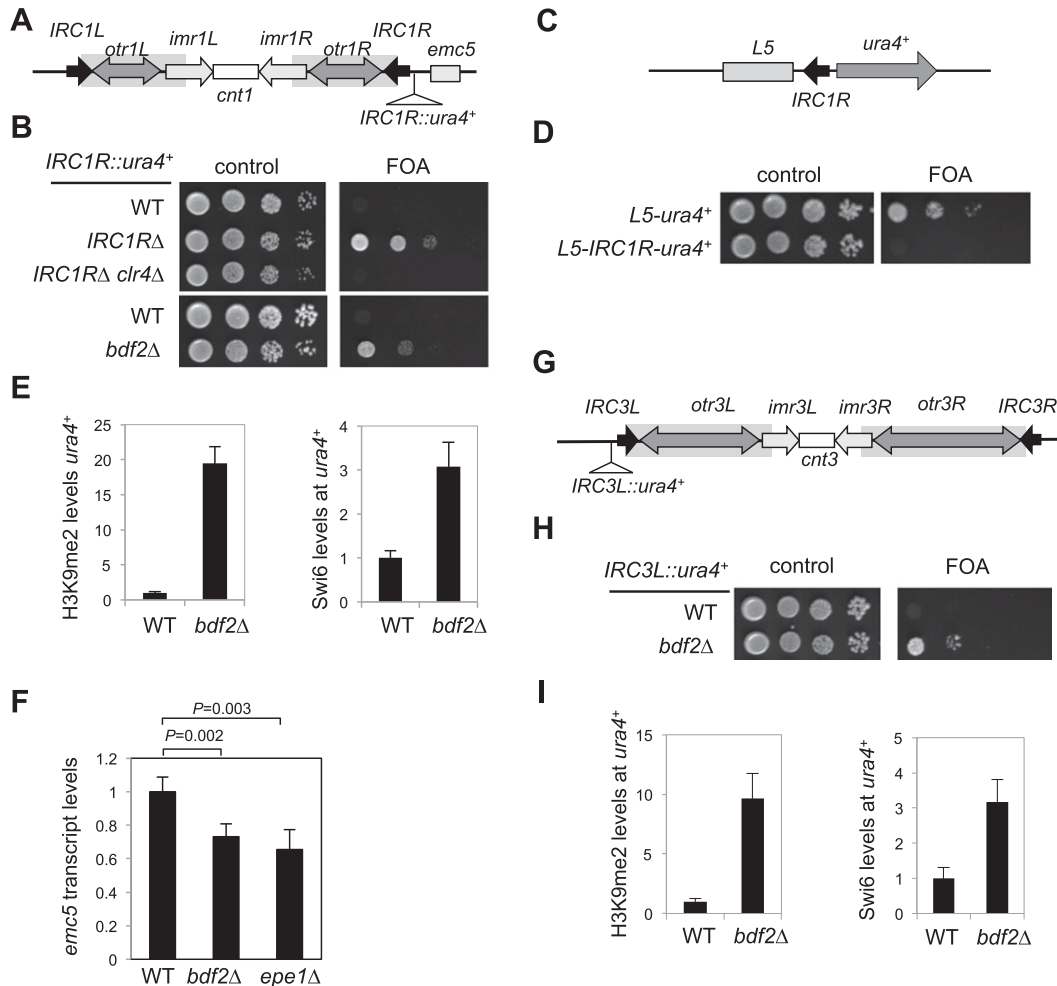 A
IRC1L
otr1L
imr1L
imr1R
otr1R
IRC1R
emc5
cnt1
IRC1R::ura4+
B
IRC1R::ura4+
control
FOA
WT
IRC1RΔ
IRC1RΔ clr4Δ
WT
bdf2Δ
C
L5
ura4+
IRC1R
D
control
FOA
L5-ura4+
L5-IRC1R-ura4+
E
H3K9me2 levels ura4+
25
20
15
10
5
0
WT
bdf2Δ
Swi6 levels at ura4+
4
3
2
1
0
WT
bdf2Δ
F
P=0.003
P=0.002
emc5 transcript levels
1.2
1
0.8
0.6
0.4
0.2
0
WT
bdf2Δ
epe1Δ
G
IRC3L
otr3L
imr3L
imr3R
otr3R
IRC3R
cnt3
IRC3L::ura4+
H
IRC3L::ura4+
control
FOA
WT
bdf2Δ
I
H3K9me2 levels at ura4+
15
10
5
0
WT
bdf2Δ
Swi6 levels at ura4+
5
4
3
2
1
0
WT
bdf2Δ